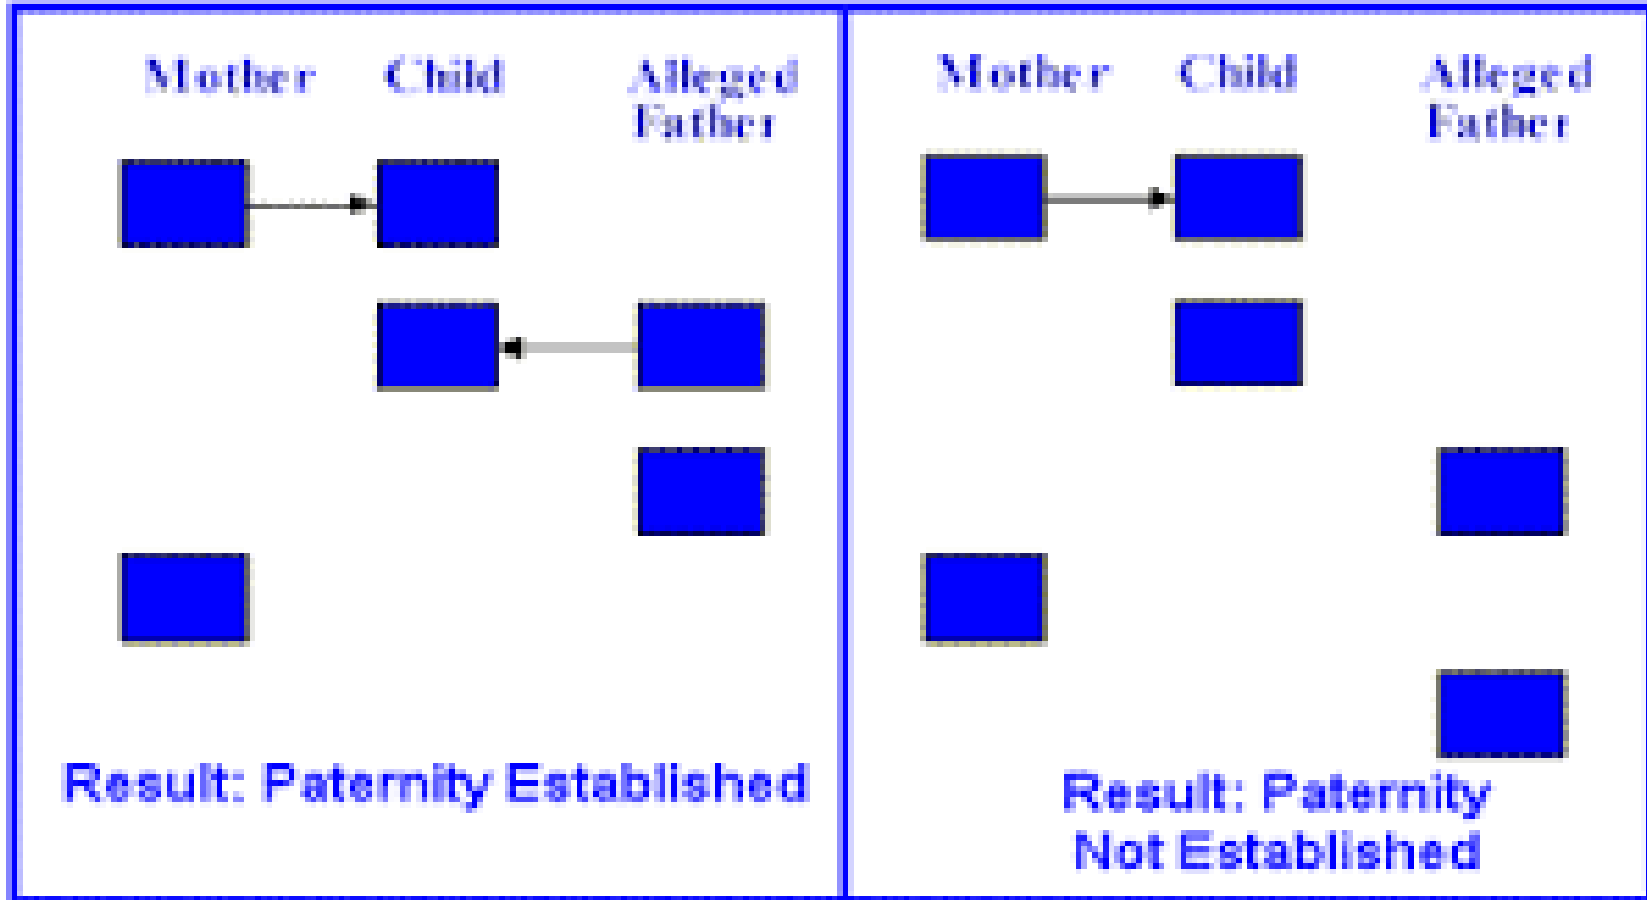 Mother Child Alleged
Father
Result: Paternity Established
Mother Child Alleged
Father
Result: Paternity
Not Established